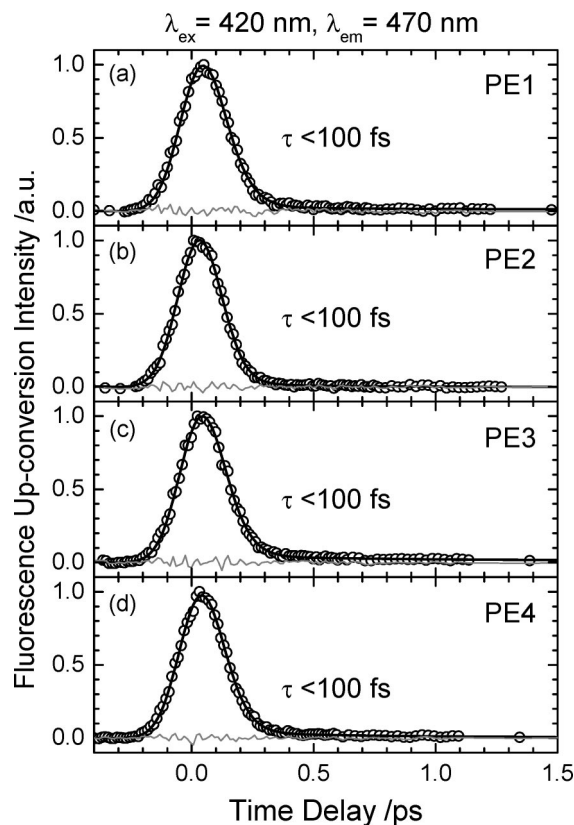 λex = 420 nm, λem = 470 nm
Fluorescence Up-conversion Intensity /a.u.
(a)
PE1
τ <100 fs
1.0
0.5
0.0
(b)
PE2
τ <100 fs
1.0
0.5
0.0
(c)
PE3
τ <100 fs
1.0
0.5
0.0
(d)
PE4
τ <100 fs
1.0
0.5
0.0
0.0 0.5 1.0 1.5
Time Delay /ps